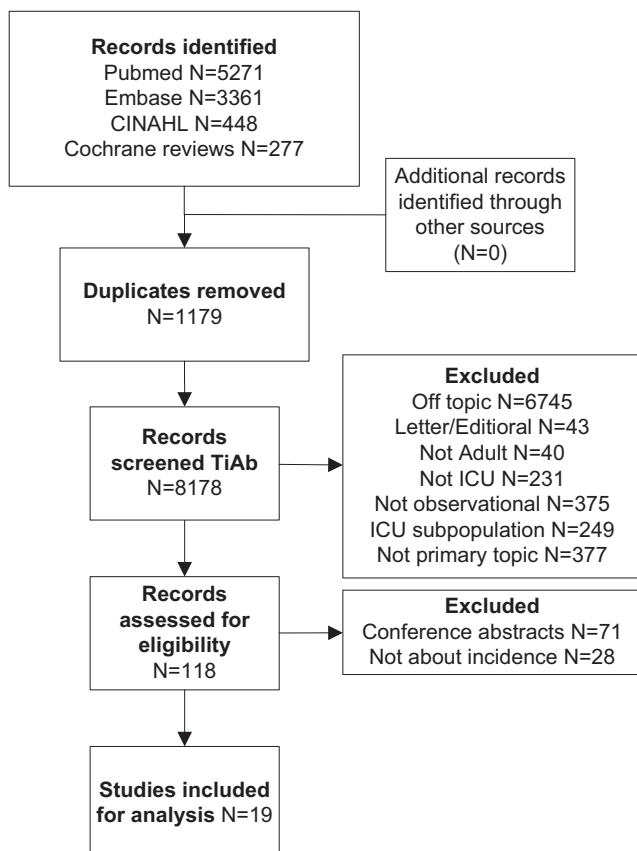 Records identified
Pubmed N=5271
Embase N=3361
CINAHL N=448
Cochrane reviews N=277
Additional records
identified through
other sources
(N=0)
Duplicates removed
N=1179
Records
screened TiAb
N=8178
Excluded
Off topic N=6745
Letter/Editioral N=43
Not Adult N=40
Not ICU N=231
Not observational N=375
ICU subpopulation N=249
Not primary topic N=377
Records
assessed for
eligibility
N=118
Excluded
Conference abstracts N=71
Not about incidence N=28
Studies included
for analysis N=19